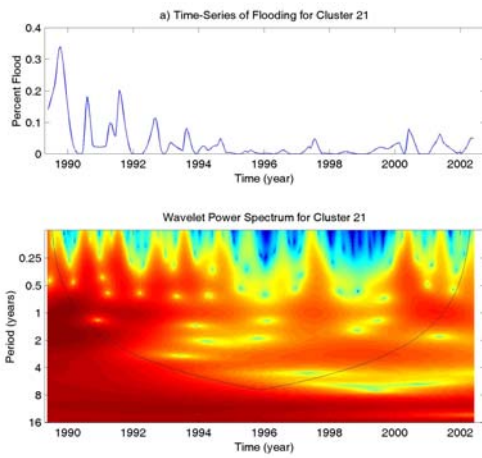 a) Time-Series of Flooding for Cluster 21
0.4
0.3
0.2
0.1
0
Percent Flood
1990 1992 1994 1996 1998 2000 2002
Time (year)
Wavelet Power Spectrum for Cluster 21
0.25
0.5
1
2
4
8
16
Period (years)
1990 1992 1994 1996 1998 2000 2002
Time (year)